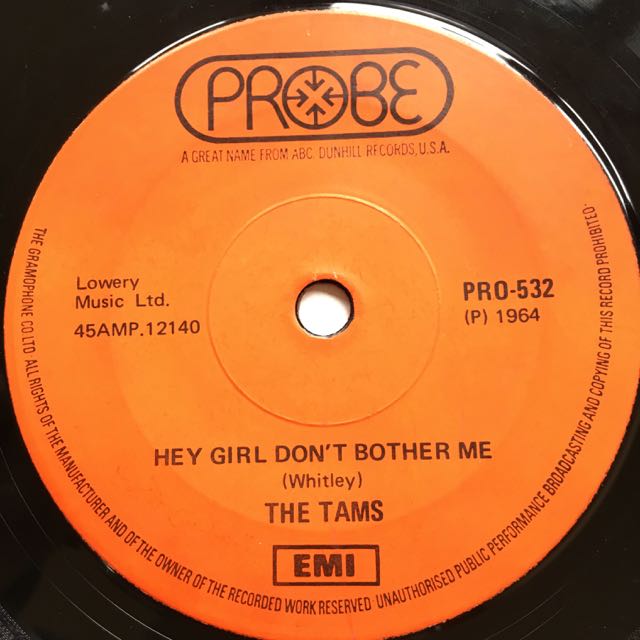 PROBE
A GREAT NAME FROM ABC. DUNHILL RECORDS, U.S.A.
Lowery
Music Ltd.
45AMP.12140
PRO-532
(P) 1964
HEY GIRL DON'T BOTHER ME
(Whitley)
THE TAMS
EMI
THE GRAMOPHONE CO. LTD. ALL RIGHTS OF THE MANUFACTURER AND OF THE OWNER OF THE RECORDED WORK RESERVED UNAUTHORISED PUBLIC PERFORMANCE BROADCASTING AND COPYING OF THIS RECORD PROHIBITED.